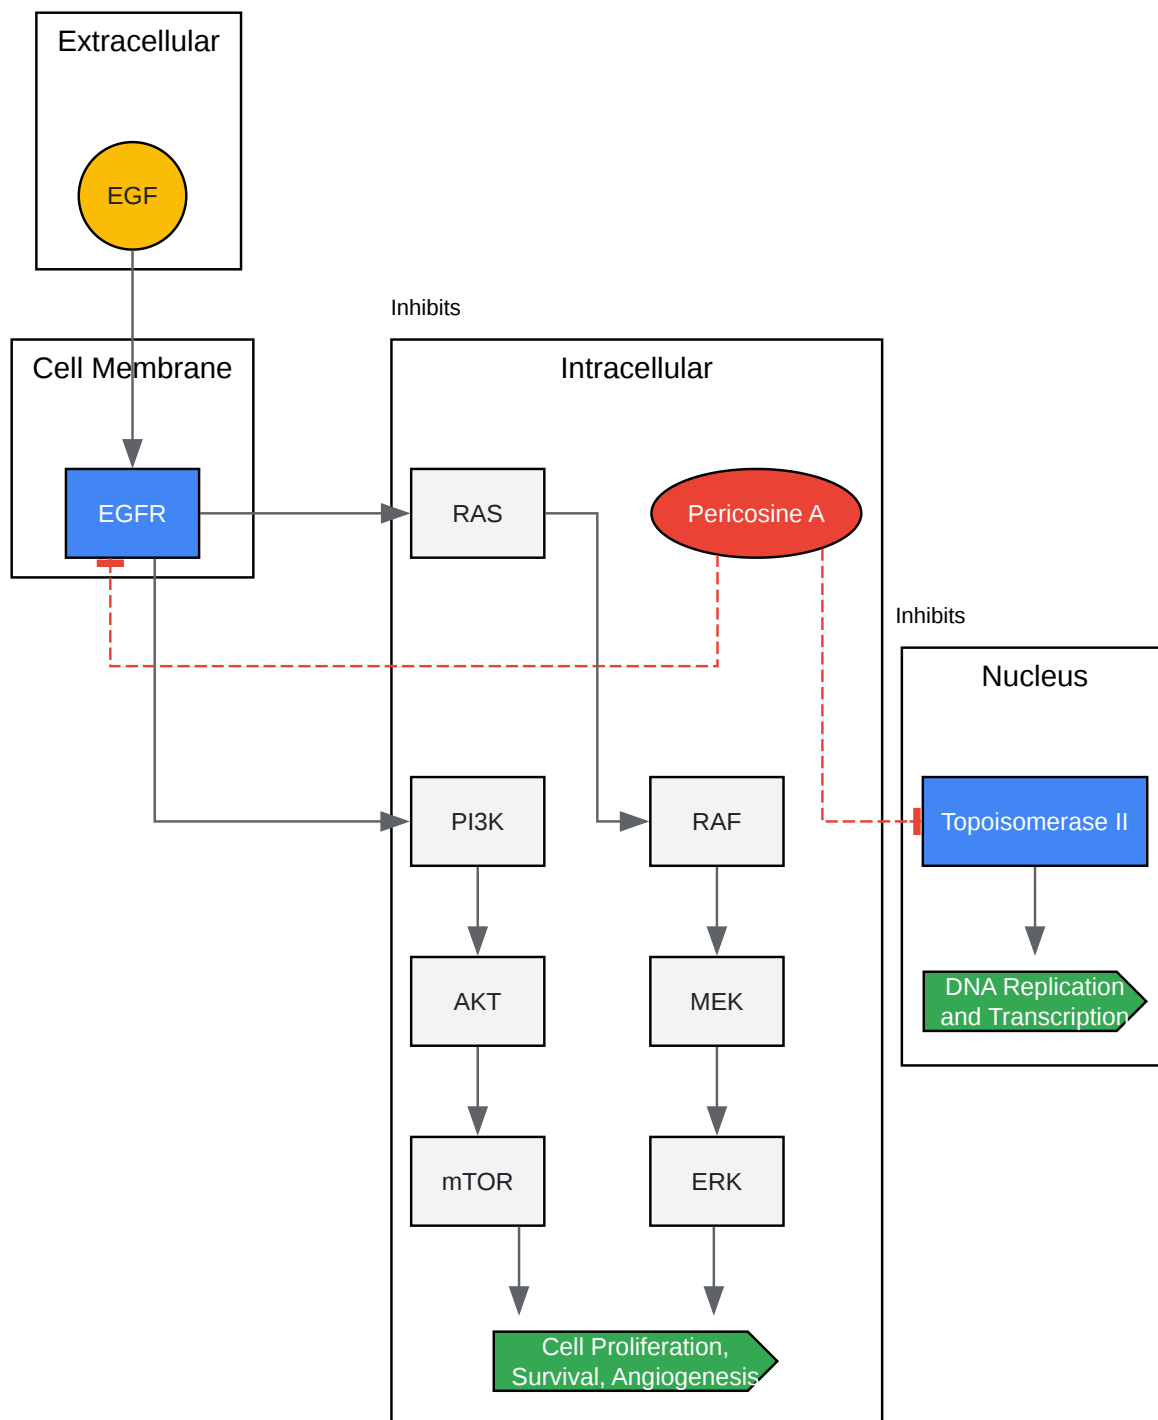 Extracellular
EGF
Inhibits
Cell Membrane
Intracellular
EGFR
RAS
Pericosine A
Inhibits
Nucleus
PI3K
RAF
Topoisomerase II
AKT
MEK
DNA Replication
and Transcription
mTOR
ERK
Cell Proliferation,
Survival, Angiogenesis